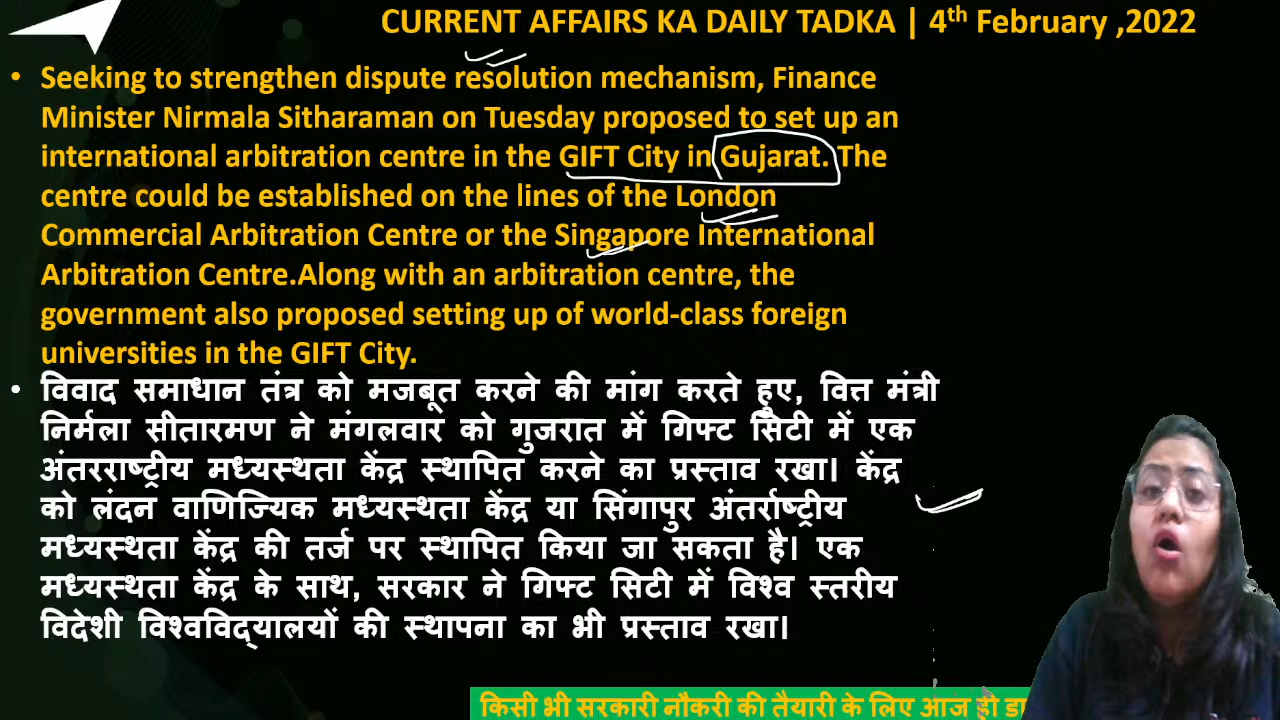 CURRENT AFFAIRS KA DAILY TADKA | 4th February ,2022
• Seeking to strengthen dispute resolution mechanism, Finance
Minister Nirmala Sitharaman on Tuesday proposed to set up an
international arbitration centre in the GIFT City in Gujarat. The
centre could be established on the lines of the London
Commercial Arbitration Centre or the Singapore International
Arbitration Centre.Along with an arbitration centre, the
government also proposed setting up of world-class foreign
universities in the GIFT City.
• विवाद समाधान तंत्र को मजबूत करने की मांग करते हुए, वित्त मंत्री
निर्मला सीतारमण ने मंगलवार को गुजरात में गिफ्ट सिटी में एक
अंतरराष्ट्रीय मध्यस्थता केंद्र स्थापित करने का प्रस्ताव रखा। केंद्र
को लंदन वाणिज्यिक मध्यस्थता केंद्र या सिंगापुर अंतर्राष्ट्रीय
मध्यस्थता केंद्र की तर्ज पर स्थापित किया जा सकता है। एक
मध्यस्थता केंद्र के साथ, सरकार ने गिफ्ट सिटी में विश्व स्तरीय
विदेशी विश्वविद्यालयों की स्थापना का भी प्रस्ताव रखा।
किसी भी सरकारी नौकरी की तैयारी के लिए आज ही